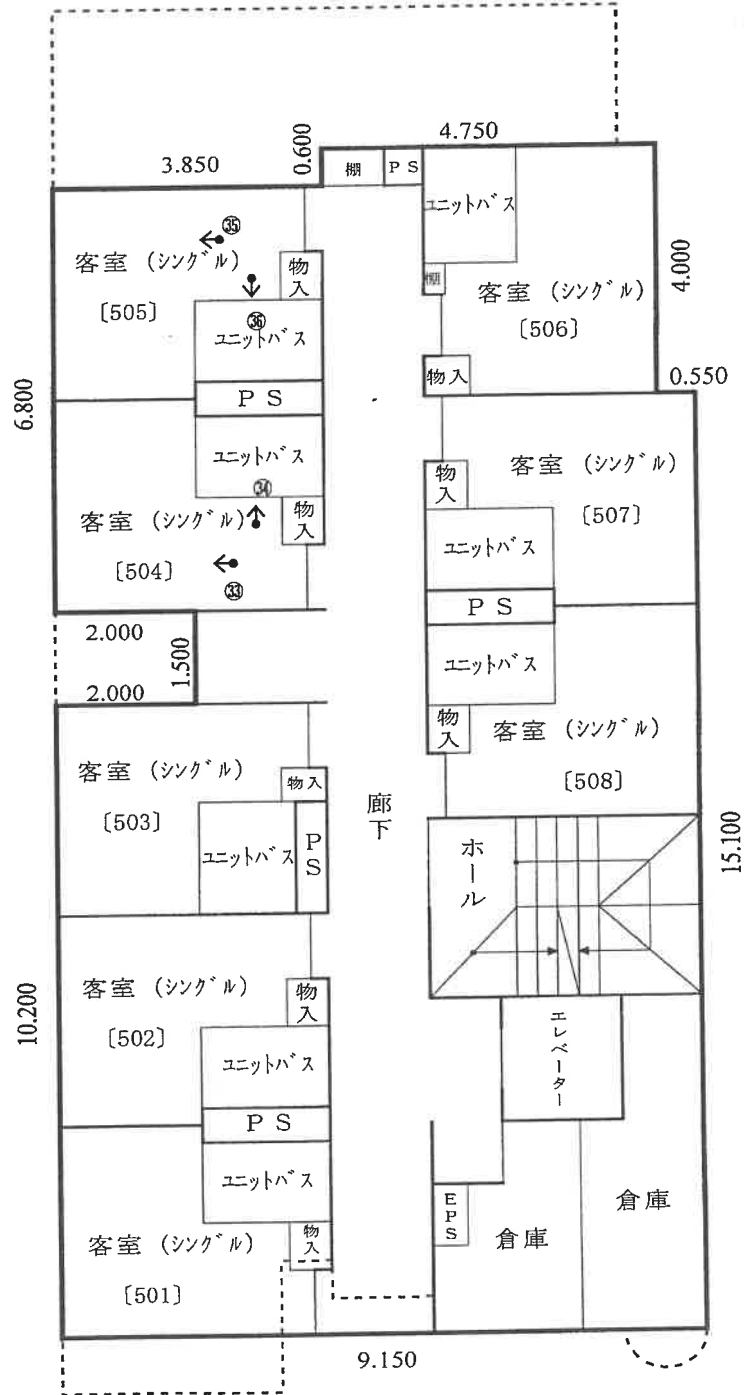 4.750
0.600
3.850
棚
PS
ユニットバス
㉟
客室 (シングル)
[505]
物入
㊱
ユニットバス
棚
客室 (シングル)
[506]
4.000
物入
0.550
6.800
PS
ユニットバス
㉞
客室 (シングル)
[504]
物入
㉝
物入
客室 (シングル)
[507]
ユニットバス
PS
ユニットバス
物入
客室 (シングル)
[508]
2.000
1.500
2.000
客室 (シングル)
[503]
物入
ユニットバス
PS
廊下
ホール
15.100
客室 (シングル)
[502]
物入
10.200
ユニットバス
PS
ユニットバス
エレベーター
客室 (シングル)
[501]
物入
EPS
倉庫
倉庫
9.150